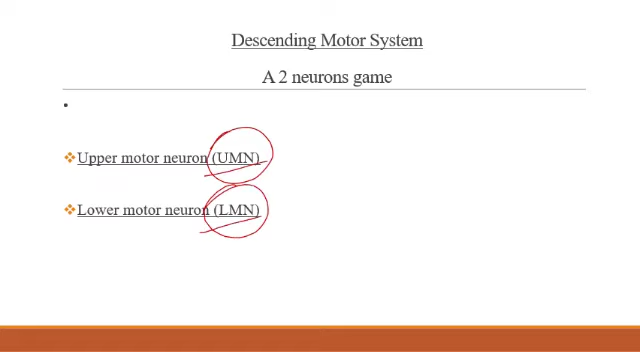 Descending Motor System
A 2 neurons game
Upper motor neuron (UMN)
Lower motor neuron (LMN)